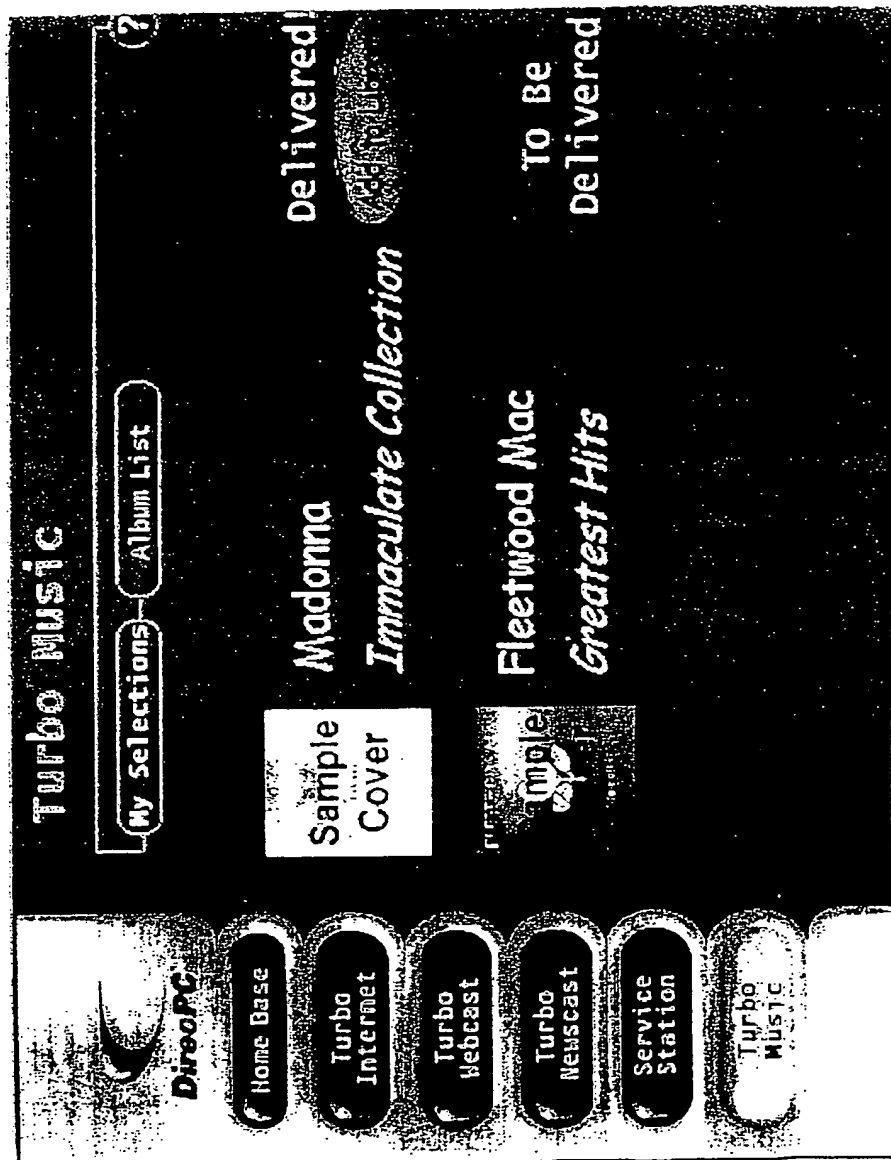 Turbo Music
?
My Selections
Album List
DirecPC
Home Base
Turbo
Internet
Turbo
Webcast
Turbo
Newscast
Service
Station
Turbo
Music
Sample
Cover
Madonna
Immaculate Collection
Delivered!
Fleetwood Mac
Greatest Hits
To Be
Delivered